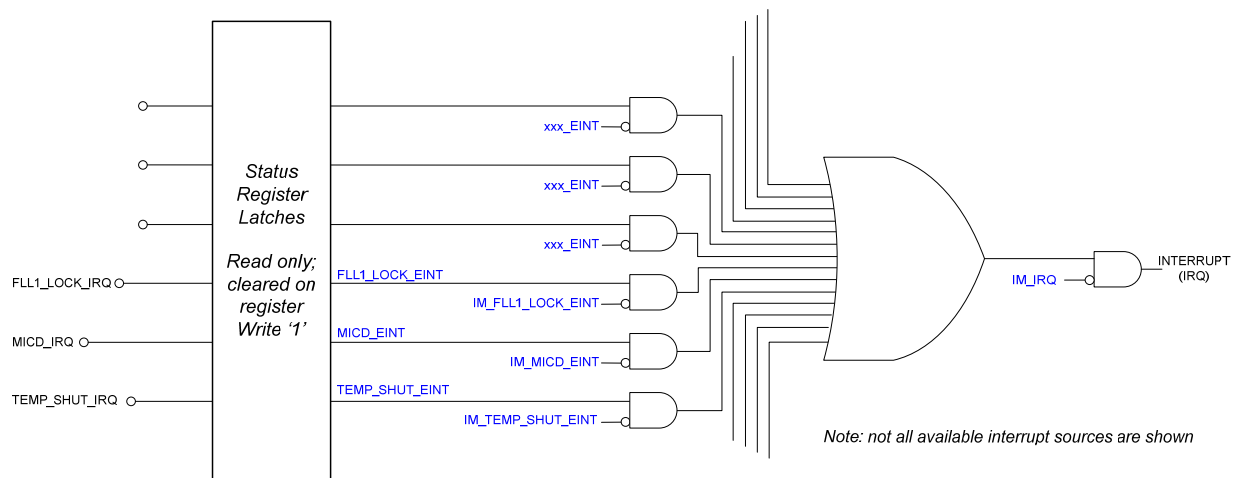 xxx_EINT
Status
Register
Latches
xxx_EINT
xxx_EINT
Read only;
cleared on
register
Write ‘1’
FLL1_LOCK_IRQ
FLL1_LOCK_EINT
IM_FLL1_LOCK_EINT
INTERRUPT
(IRQ)
IM_IRQ
MICD_IRQ
MICD_EINT
IM_MICD_EINT
TEMP_SHUT_IRQ
TEMP_SHUT_EINT
IM_TEMP_SHUT_EINT
Note: not all available interrupt sources are shown